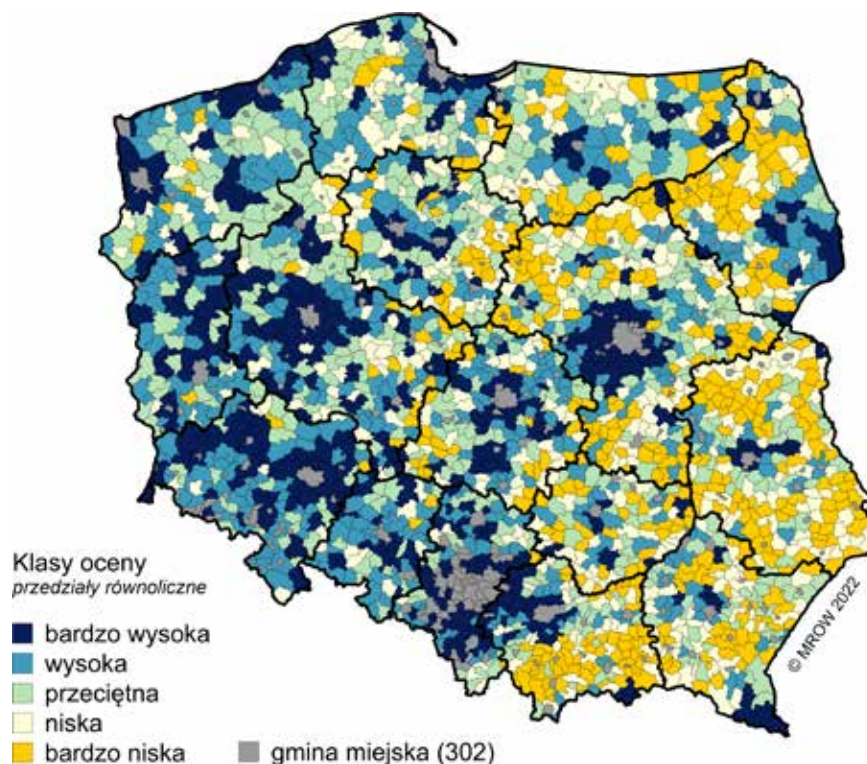 Klasy oceny
przedziały równoliczne
bardzo wysoka
wysoka
przeciętna
niska
bardzo niska
gmina miejska (302)
© MROW 2022